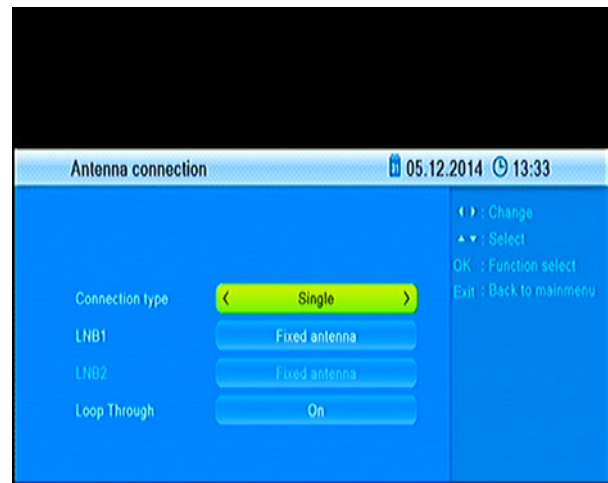 Antenna connection
31 05.12.2014 13:33
: Change
: Select
OK : Function select
Exit : Back to mainmenu
Connection type
< Single >
LNB1
Fixed antenna
LNB2
Fixed antenna
Loop Through
On